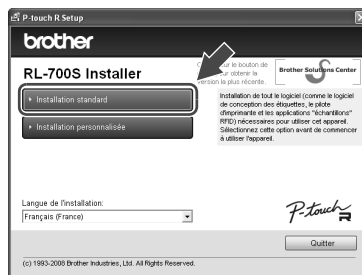 P-touch R Setup
brother
RL-700S Installer
ur le bouton de
ur obtenir la
version la plus récente.
Brother Solutions Center
Installation standard
Installation personnalisée
Installation de tout le logiciel (comme le logiciel
de conception des étiquettes, le pilote
d'imprimante et les applications "échantillons"
RFID) nécessaires pour utiliser cet appareil.
Sélectionnez cette option avant de commencer
à utiliser l'appareil.
Langue de l'installation:
Français (France)
P-touch R
Quitter
(c) 1993-2008 Brother Industries, Ltd. All Rights Reserved.